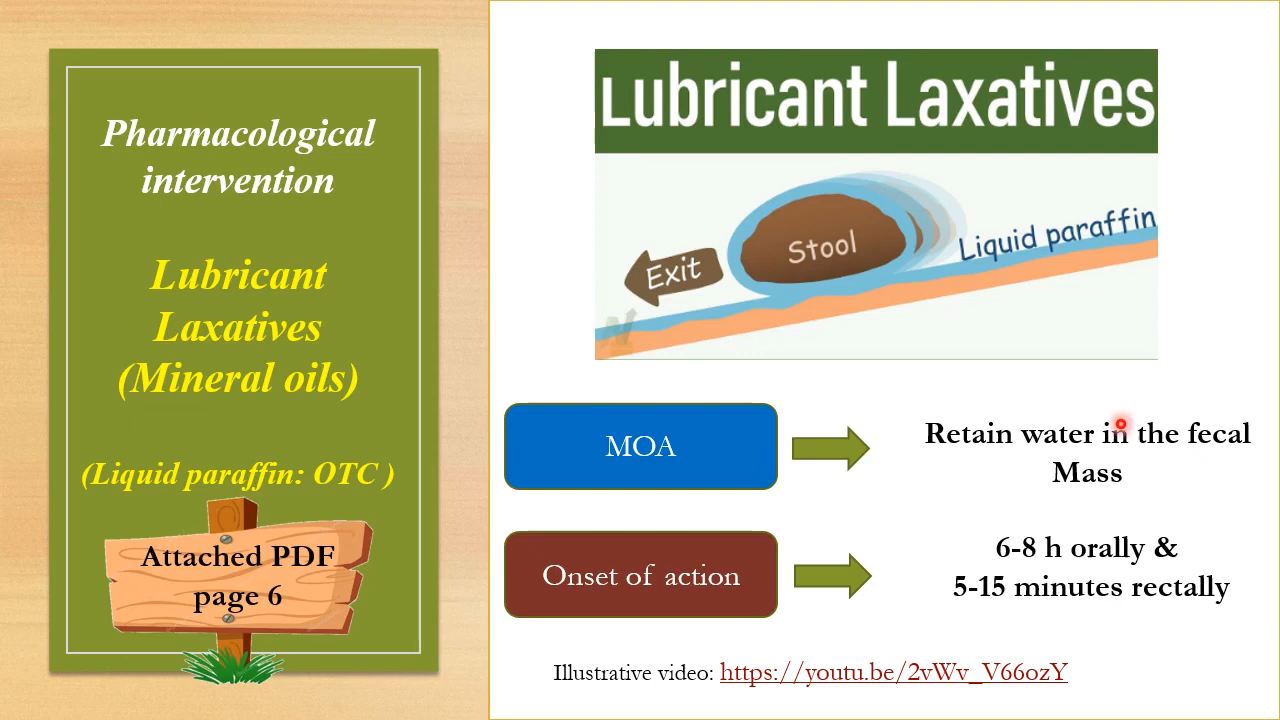 Pharmacological
intervention
Lubricant
Laxatives
(Mineral oils)
(Liquid paraffin: OTC )
Attached PDF
page 6
Lubricant Laxatives
Stool
Exit
Liquid paraffin
MOA
Retain water in the fecal
Mass
Onset of action
6-8 h orally &
5-15 minutes rectally
Illustrative video: https://youtu.be/2vWv_V66ozY